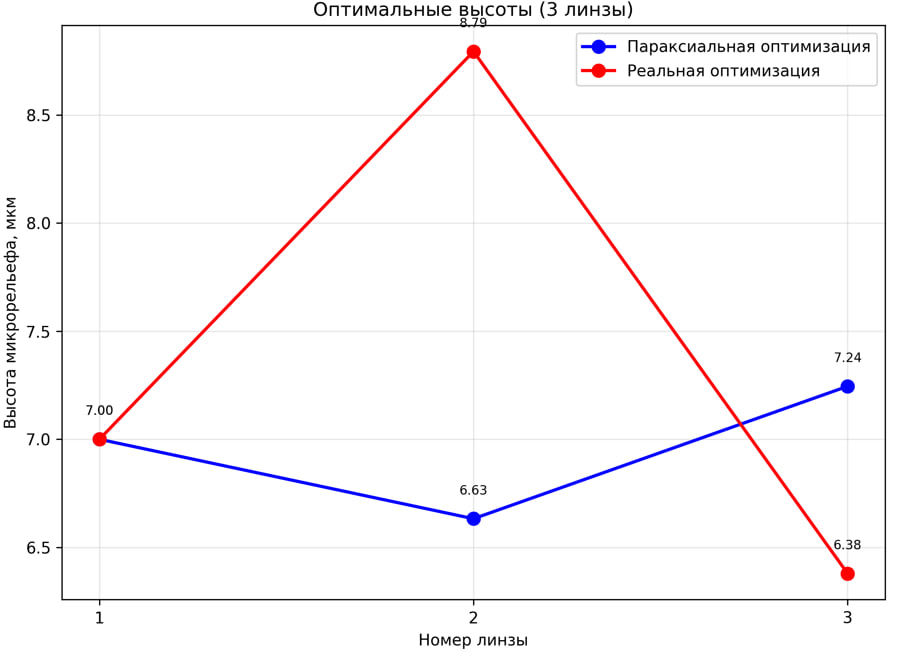 Оптимальные высоты (3 линзы)
8.79
Параксиальная оптимизация
Реальная оптимизация
8.5
8.0
7.5
7.24
7.00
7.0
6.63
6.5
6.38
Высота микрорельефа, мкм
1
2
3
Номер линзы